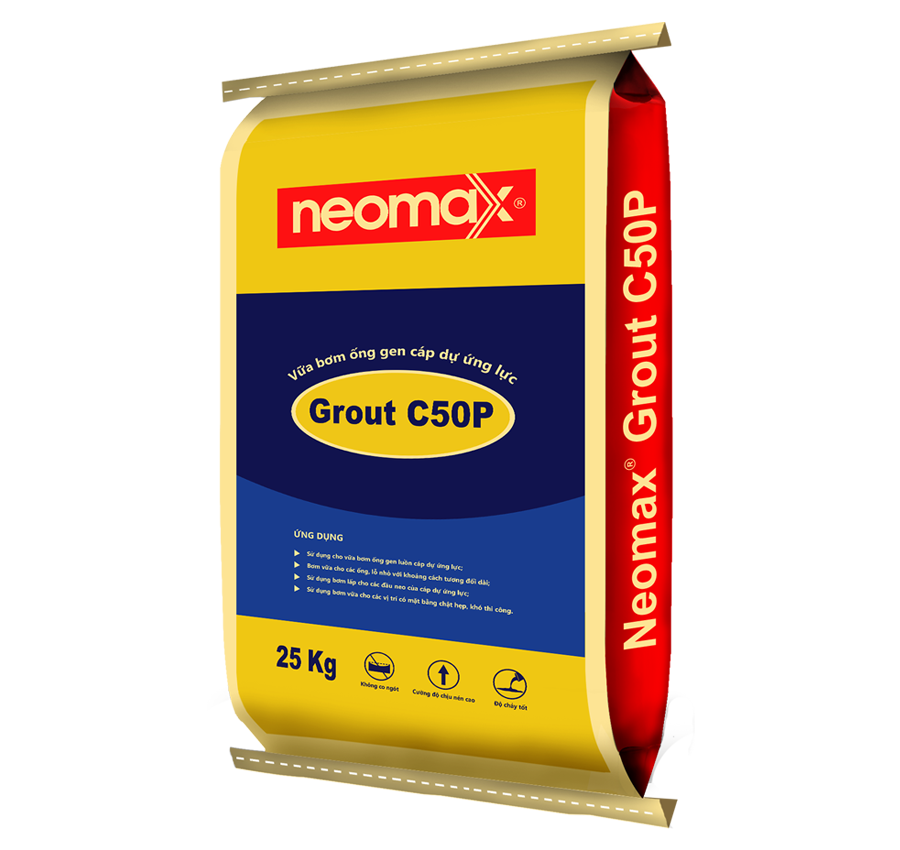 neomax®
Vữa bơm ống gen cáp dự ứng lực
Grout C50P
ỨNG DỤNG
Sử dụng cho vữa bơm ống gen luồn cáp dự ứng lực;
Bơm vữa cho các ống, lỗ nhỏ với khoảng cách tương đối dài;
Sử dụng bơm lấp cho các đầu neo của cáp dự ứng lực;
Sử dụng bơm vữa cho các vị trí có mặt bằng chật hẹp, khó thi công.
25 Kg
Không co ngót
Cường độ chịu nén cao
Độ chảy tốt
Neomax® Grout C50P